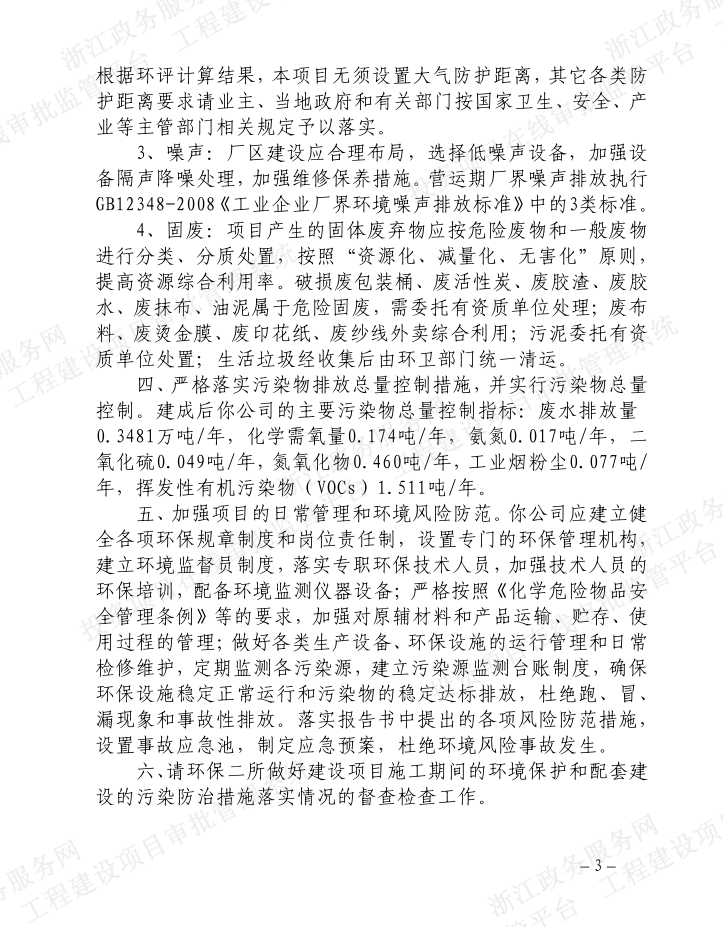 根据环评计算结果，本项目无须设置大气防护距离，其它各类防
护距离要求请业主、当地政府和有关部门按国家卫生、安全、产
业等主管部门相关规定予以落实。
3、噪声：厂区建设应合理布局，选择低噪声设备，加强设
备隔声降噪处理，加强维修保养措施。营运期厂界噪声排放执行
GB12348-2008《工业企业厂界环境噪声排放标准》中的3类标准。
4、固废：项目产生的固体废弃物应按危险废物和一般废物
进行分类、分质处置，按照“资源化、减量化、无害化”原则，
提高资源综合利用率。破损废包装桶、废活性炭、废胶渣、废胶
水、废抹布、油泥属于危险固废，需委托有资质单位处理；废布
料、废烫金膜、废印花纸、废纱线外卖综合利用；污泥委托有资
质单位处置；生活垃圾经收集后由环卫部门统一清运。
四、严格落实污染物排放总量控制措施，并实行污染物总量
控制。建成后你公司的主要污染物总量控制指标：废水排放量
0.3481万吨/年，化学需氧量0.174吨/年，氨氮0.017吨/年，二
氧化硫0.049吨/年，氮氧化物0.460吨/年，工业烟粉尘0.077吨/
年，挥发性有机污染物（VOCs）1.511吨/年。
五、加强项目的日常管理和环境风险防范。你公司应建立健
全各项环保规章制度和岗位责任制，设置专门的环保管理机构，
建立环境监督员制度，落实专职环保技术人员，加强技术人员的
环保培训，配备环境监测仪器设备；严格按照《化学危险物品安
全管理条例》等的要求，加强对原辅材料和产品运输、贮存、使
用过程的管理；做好各类生产设备、环保设施的运行管理和日常
检修维护，定期监测各污染源，建立污染源监测台账制度，确保
环保设施稳定正常运行和污染物的稳定达标排放，杜绝跑、冒、
漏现象和事故性排放。落实报告书中提出的各项风险防范措施，
设置事故应急池，制定应急预案，杜绝环境风险事故发生。
六、请环保二所做好建设项目施工期间的环境保护和配套建
设的污染防治措施落实情况的督查检查工作。
– 3 –
浙江政务服务网
工程建设项目审批监管系统